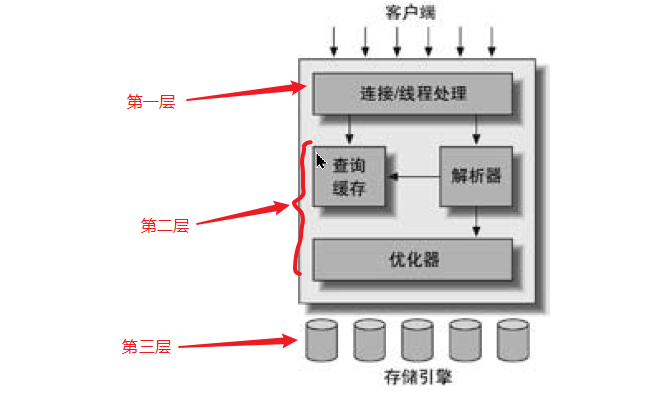 客户端
第一层
连接/线程处理
查询
缓存
解析器
第二层
优化器
第三层
存储引擎